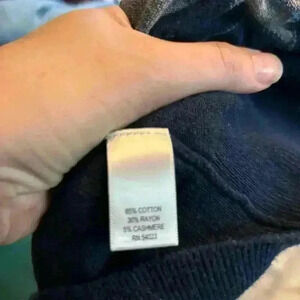 65% COTTON
30% RAYON
5% CASHMERE
RN 54023